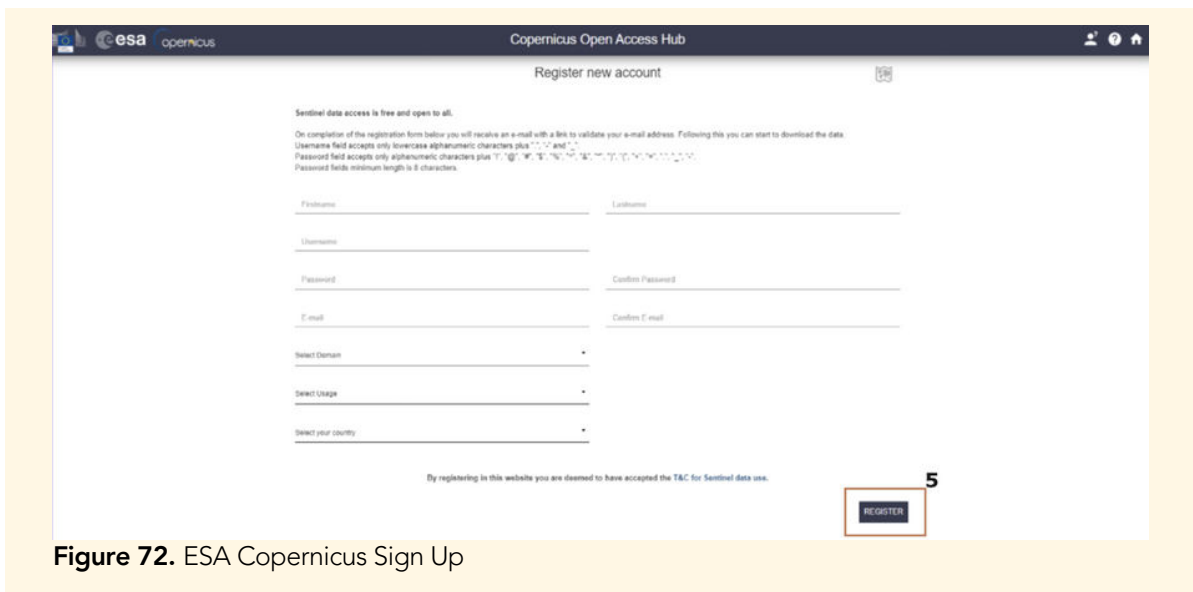 esa opernicus Copernicus Open Access Hub
Register new account
Sentinel data access is free and open to all.
On completion of the registration form below you will receive an e-mail with a link to validate your e-mail address. Following this you can start to download the data.
Username field accepts only lowercase alphanumeric characters plus ".", "-" and "_".
Password field accepts only alphanumeric characters plus "!", "@", "#", "$", "%", "^", "&", "*",
Password fields minimum length is 8 characters.
Firstname Lastname
Username
Password Confirm Password
E-mail Confirm E-mail
Select Domain
Select Usage
Select your country
By registering in this website you are deemed to have accepted the T&C for Sentinel data use.
5
REGISTER
Figure 72. ESA Copernicus Sign Up